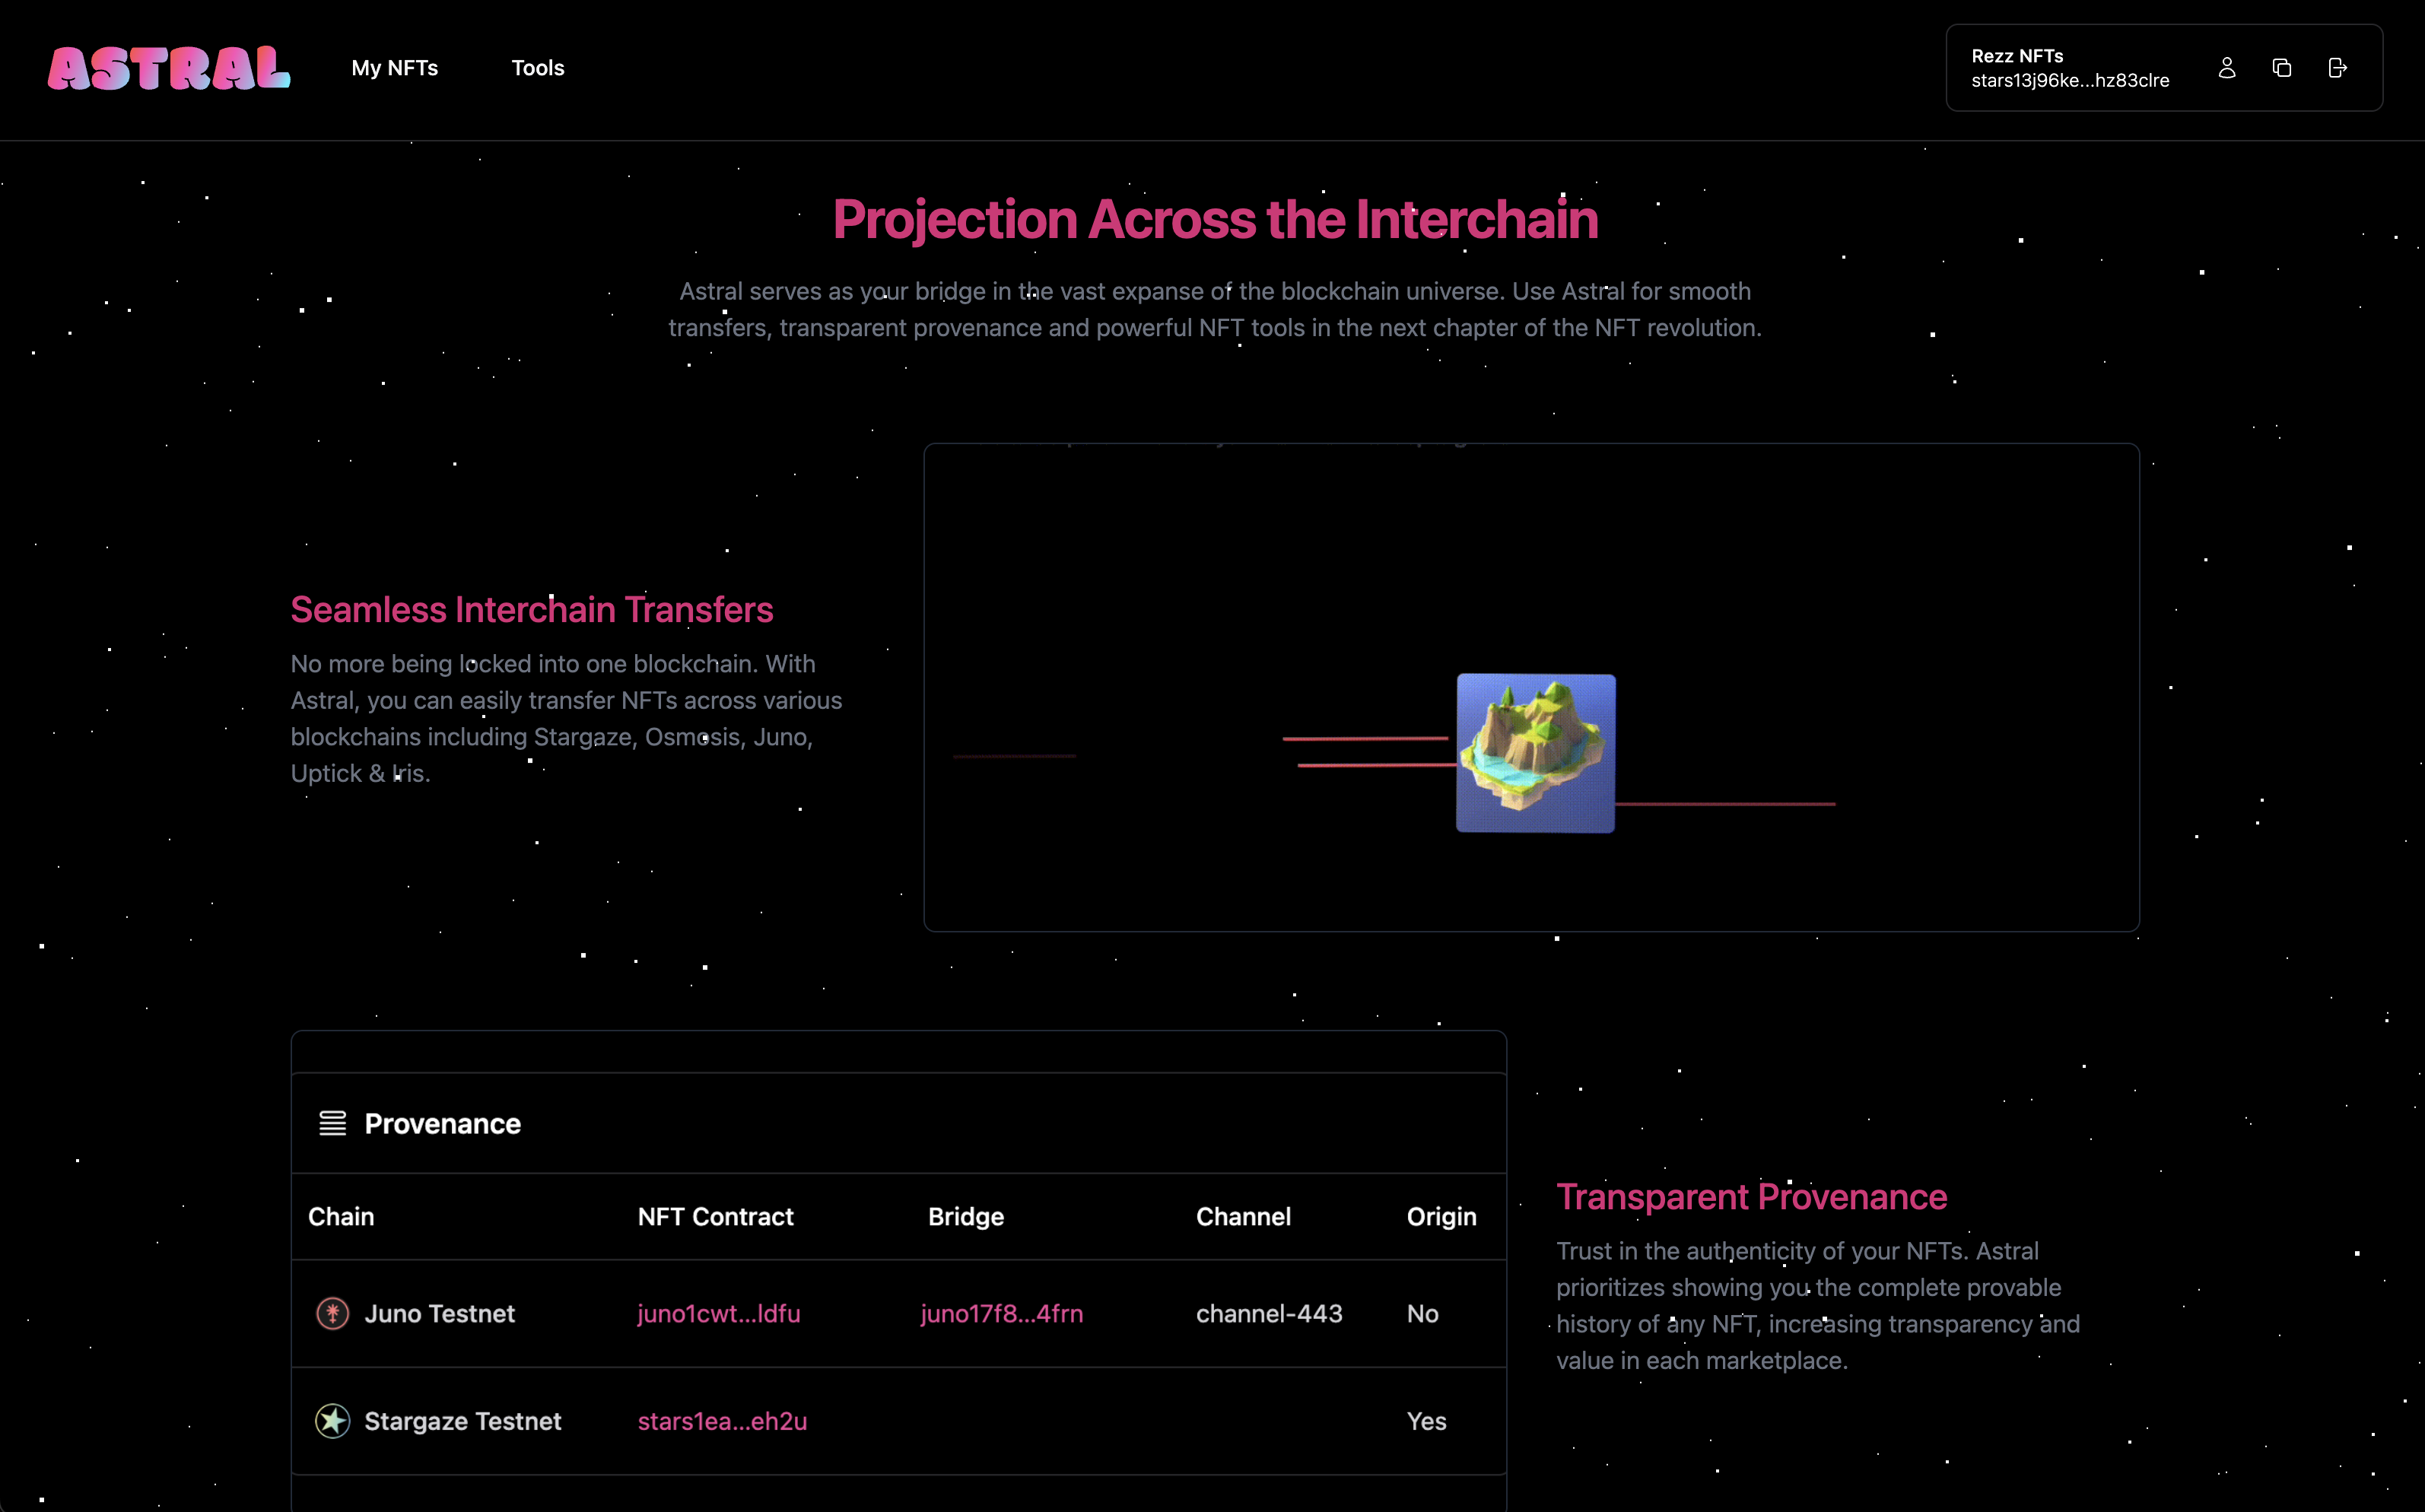 ASTRAL
My NFTs
Tools
Rezz NFTs
stars13j96ke...hz83clre
Projection Across the Interchain
Astral serves as your bridge in the vast expanse of the blockchain universe. Use Astral for smooth
transfers, transparent provenance and powerful NFT tools in the next chapter of the NFT revolution.
Seamless Interchain Transfers
No more being locked into one blockchain. With
Astral, you can easily transfer NFTs across various
blockchains including Stargaze, Osmosis, Juno,
Uptick & Iris.
Provenance
Chain NFT Contract Bridge Channel Origin
Juno Testnet juno1cwt...ldfu juno17f8...4frn channel-443 No
Stargaze Testnet stars1ea...eh2u Yes
Transparent Provenance
Trust in the authenticity of your NFTs. Astral
prioritizes showing you the complete provable
history of any NFT, increasing transparency and
value in each marketplace.